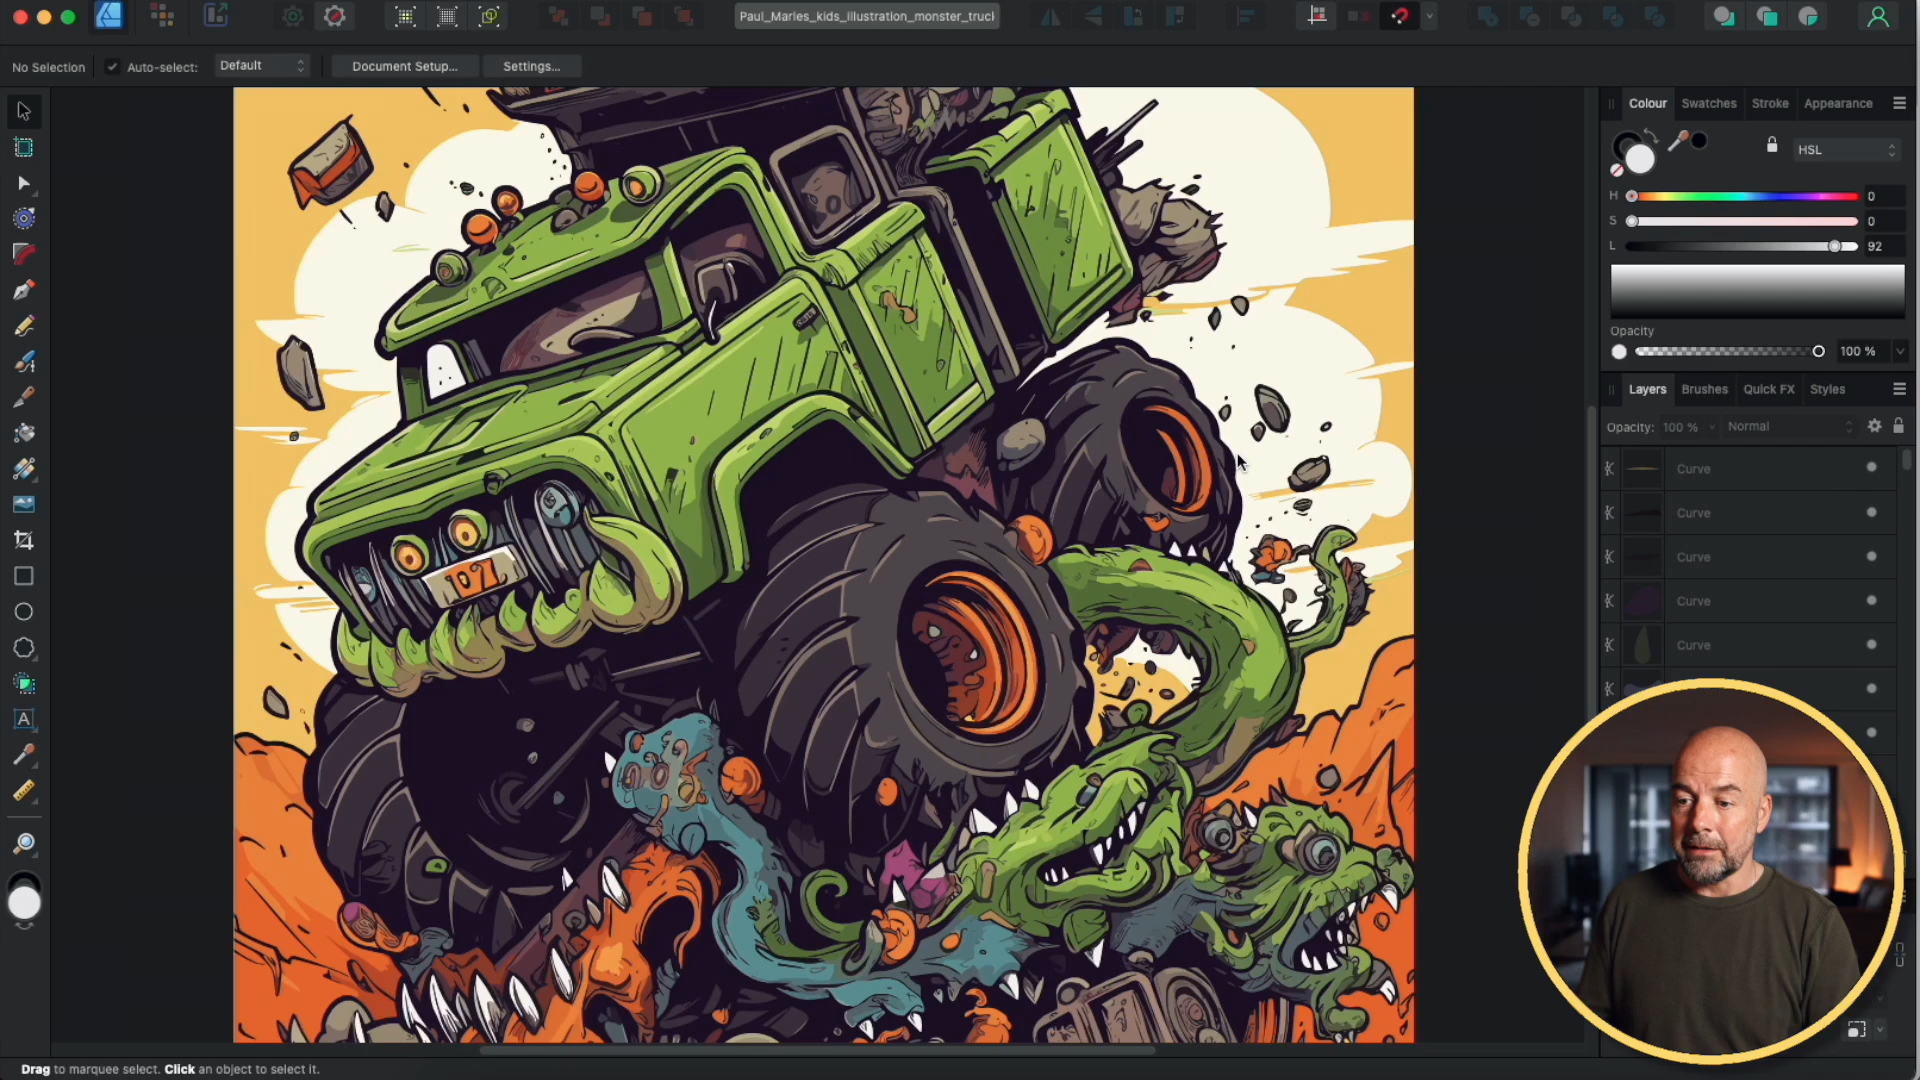 Paul_Marles_kids_illustration_monster_truck
No Selection
Auto-select:
Default
Document Setup...
Settings...
Colour
Swatches
Stroke
Appearance
HSL
H 0
S 0
L 92
Opacity
100 %
Layers
Brushes
Quick FX
Styles
Opacity: 100 %
Normal
Curve
Curve
Curve
Curve
Curve
A
Drag to marquee select. Click an object to select it.